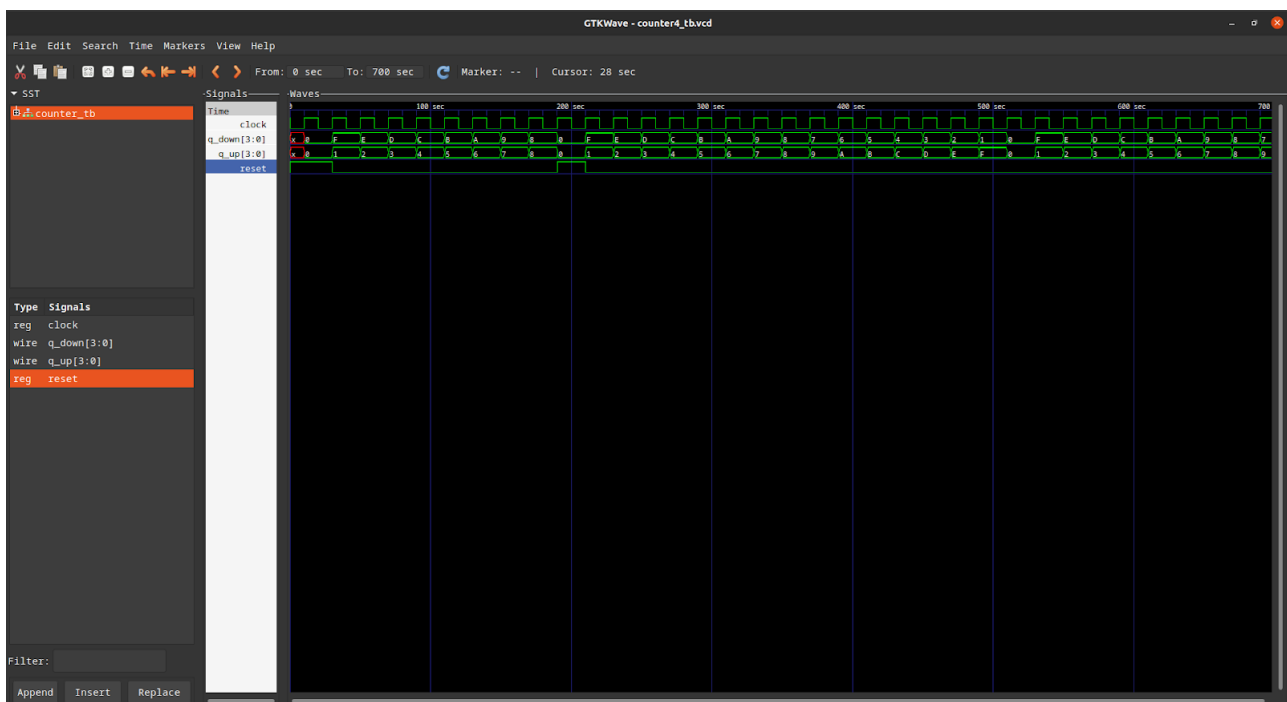 GTKWave - counter4_tb.vcd
File Edit Search Time Markers View Help
From: 0 sec To: 700 sec Marker: -- | Cursor: 28 sec
SST
counter_tb
Type Signals
reg clock
wire q_down[3:0]
wire q_up[3:0]
reg reset
Filter:
Append Insert Replace
Signals
Time
clock
q_down[3:0]
q_up[3:0]
reset
Waves
0 100 sec 200 sec 300 sec 400 sec 500 sec 600 sec 700
x 0 F E D C B A 9 8 0 F E D C B A 9 8 7 6 5 4 3 2 1 0 F E D C B A 9 8 7
x 0 1 2 3 4 5 6 7 8 0 1 2 3 4 5 6 7 8 9 A B C D E F 0 1 2 3 4 5 6 7 8 9